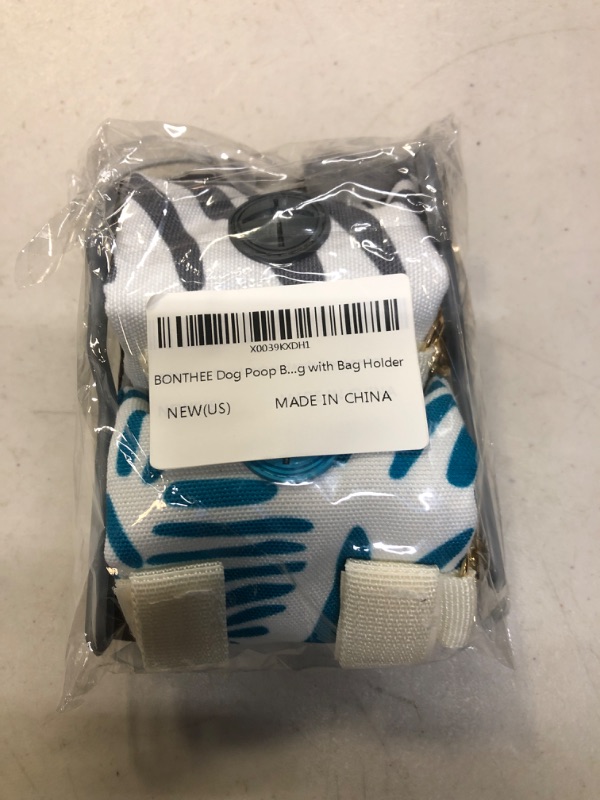 X0039KXDH1
BONTHEE Dog Poop B...g with Bag Holder
NEW(US) MADE IN CHINA